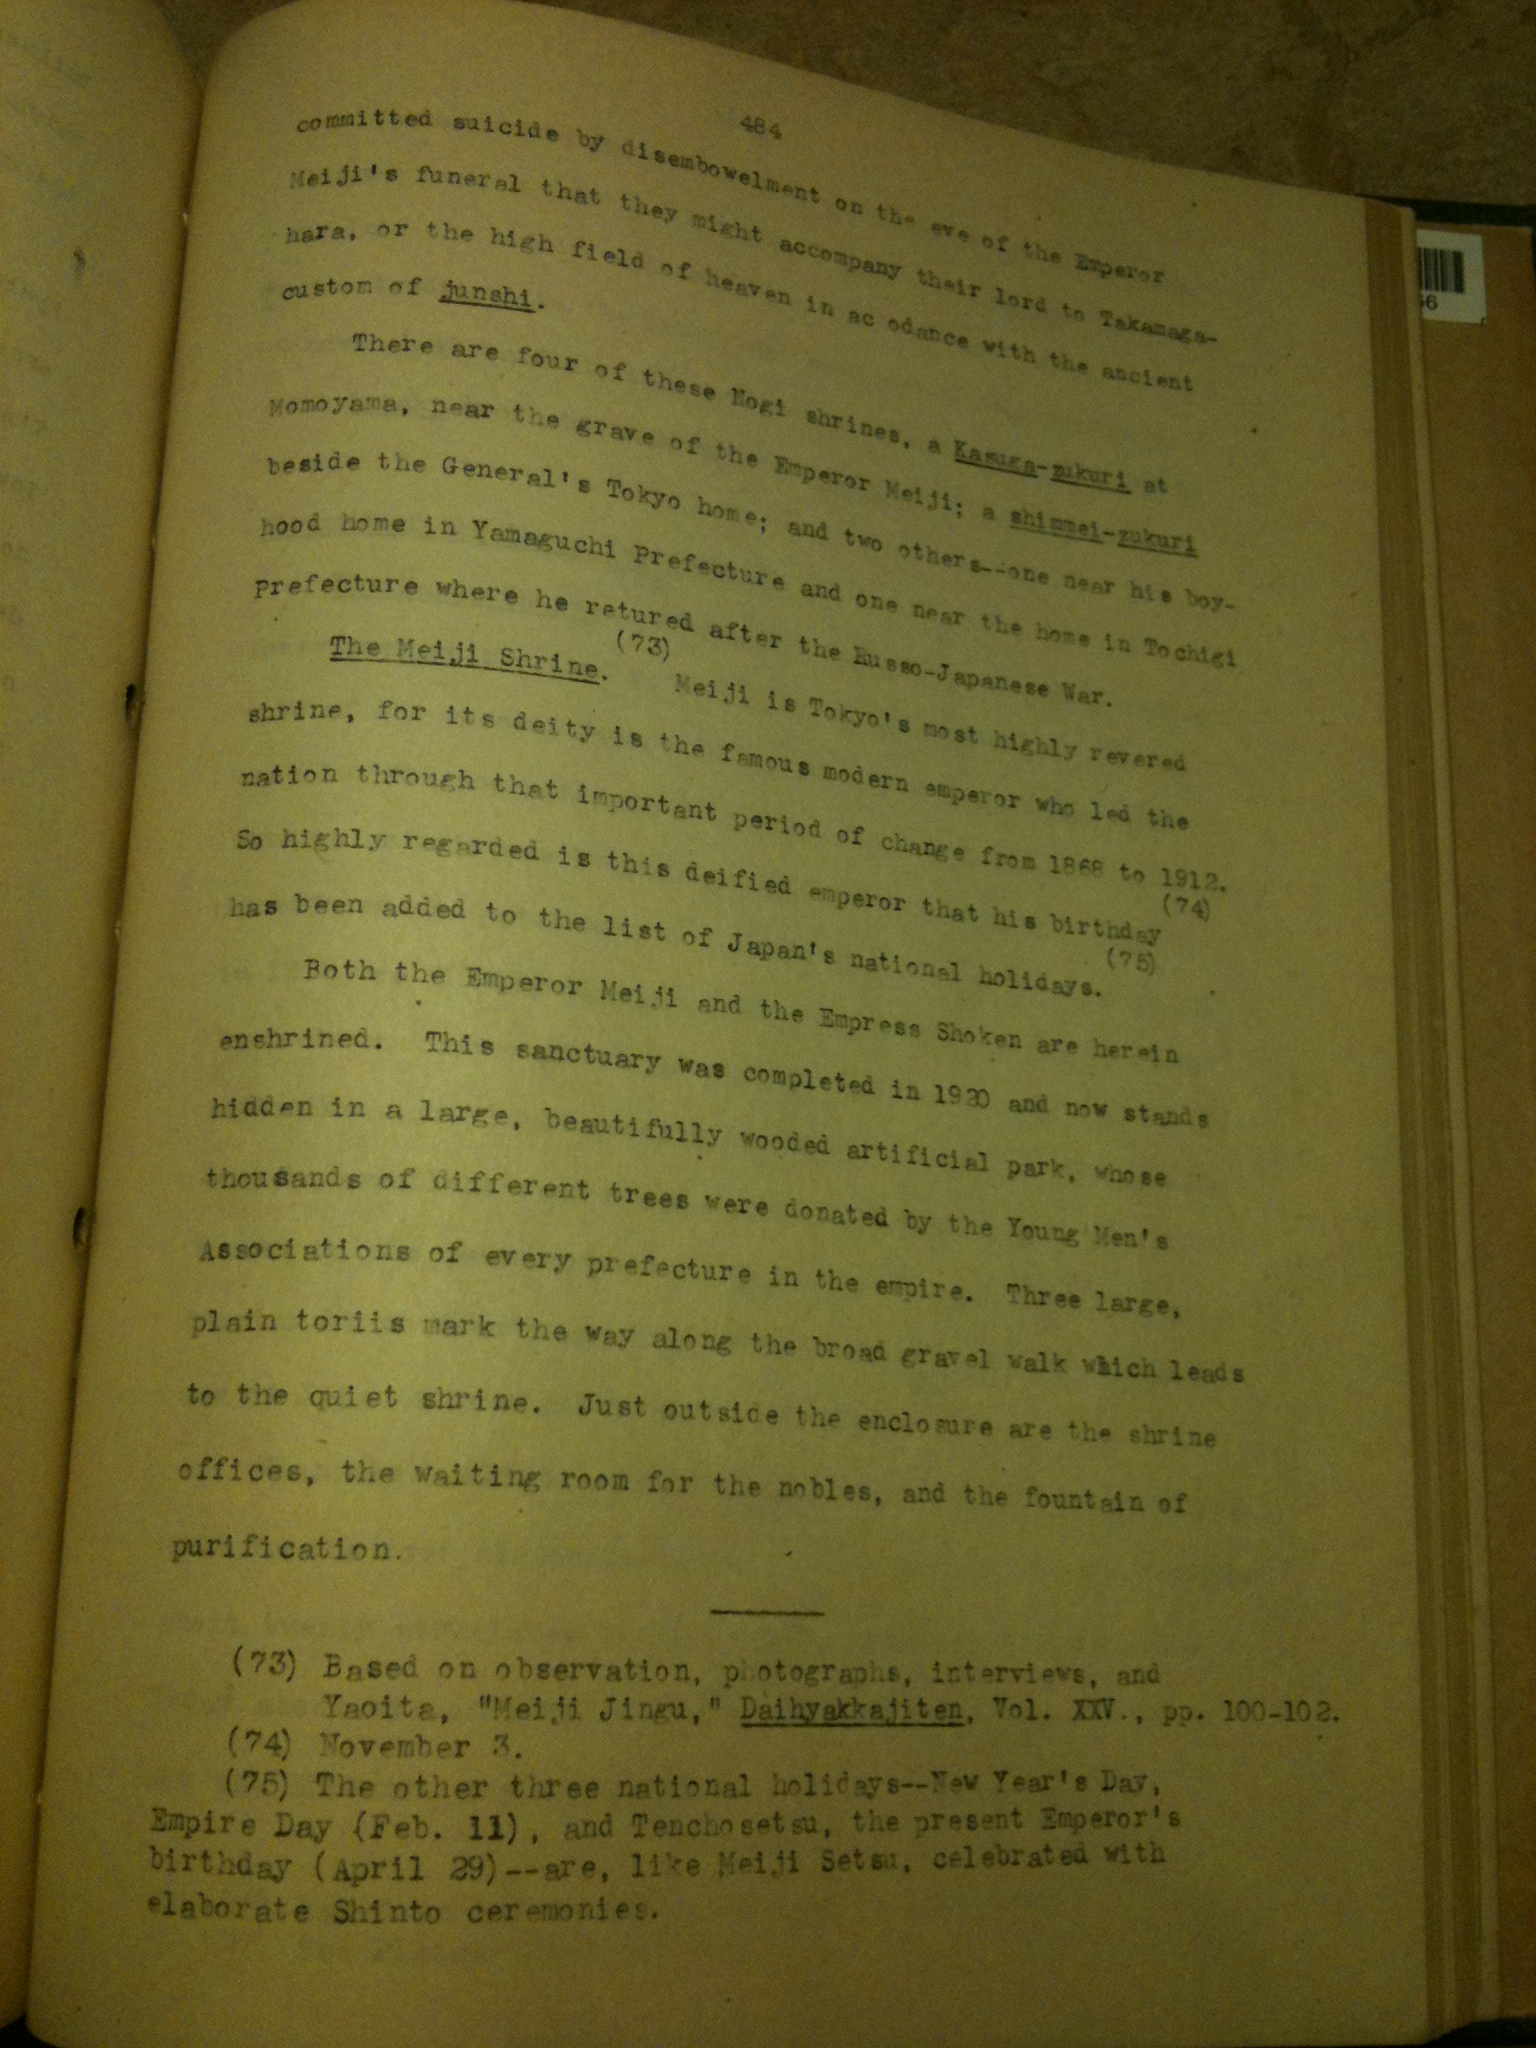 484
committed suicide by disembowelment on the eve of the Emperor
Meiji's funeral that they might accompany their lord to Takamaga-
hara, or the high field of heaven in ac odance with the ancient
custom of junshi.
There are four of these Nogi shrines, a Kasuga-zukuri at
Momoyama, near the grave of the Emperor Meiji; a shimmei-zukuri
beside the General's Tokyo home; and two others--one near his boy-
hood home in Yamaguchi Prefecture and one near the home in Tochigi
Prefecture where he retured after the Russo-Japanese War.
The Meiji Shrine. (73) Meiji is Tokyo's most highly revered
shrine, for its deity is the famous modern emperor who led the
nation through that important period of change from 1868 to 1912.
So highly regarded is this deified emperor that his birthday (74)
has been added to the list of Japan's national holidays. (75)
Both the Emperor Meiji and the Empress Shoken are herein
enshrined. This sanctuary was completed in 1920 and now stands
hidden in a large, beautifully wooded artificial park, whose
thousands of different trees were donated by the Young Men's
Associations of every prefecture in the empire. Three large,
plain toriis mark the way along the broad gravel walk which leads
to the quiet shrine. Just outside the enclosure are the shrine
offices, the waiting room for the nobles, and the fountain of
purification.
(73) Based on observation, photographs, interviews, and
Yaoita, "Meiji Jingu," Daihyakkajiten, Vol. XXV., pp. 100-102.
(74) November 3.
(75) The other three national holidays--New Year's Day,
Empire Day (Feb. 11), and Tenchosetsu, the present Emperor's
birthday (April 29)--are, like Meiji Setsu, celebrated with
elaborate Shinto ceremonies.